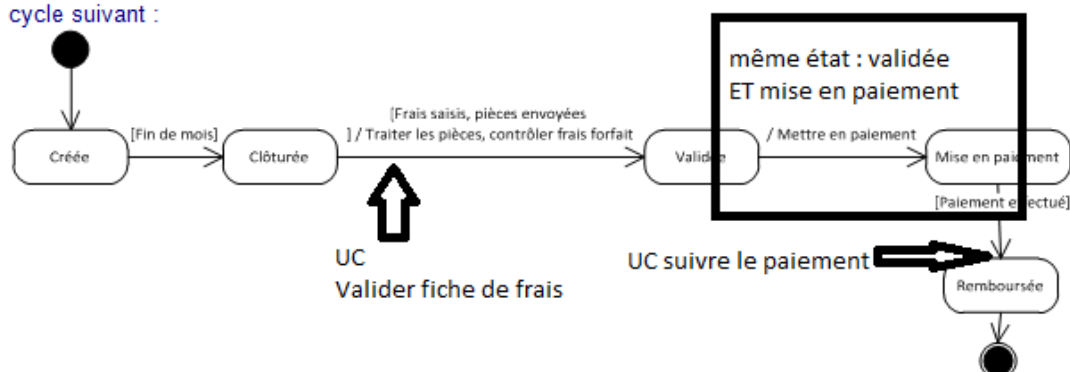 cycle suivant :
même état : validée
ET mise en paiement
[Frais saisis, pièces envoyées
[Fin de mois]
] / Traiter les pièces, contrôler frais forfait
/ Mettre en paiement
Créée
Clôturée
Validée
Mise en paiement
[Paiement effectué]
UC
Valider fiche de frais
UC suivre le paiement
Remboursée